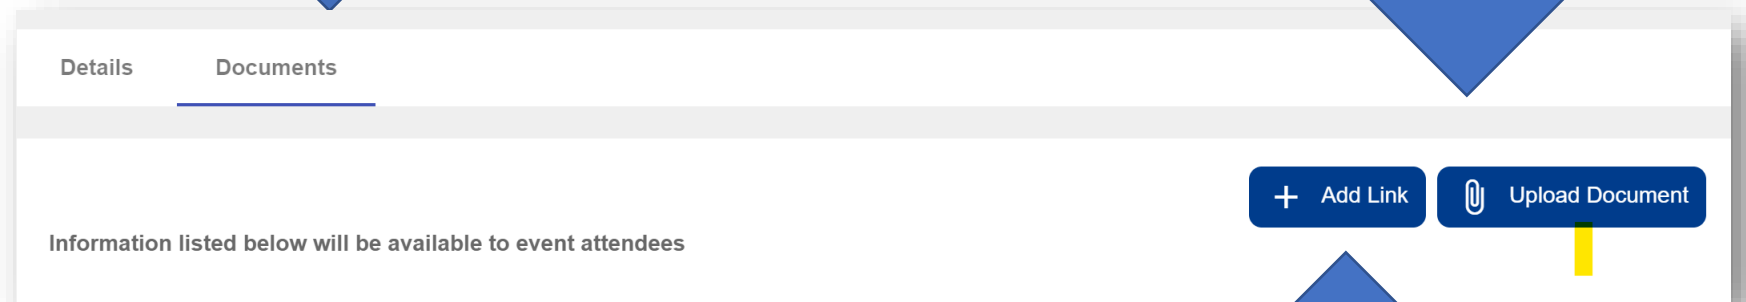 Details
Documents
Add Link
Upload Document
Information listed below will be available to event attendees